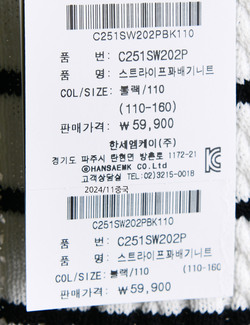 C251SW202PBK110
품 번: C251SW202P
품 명: 스트라이프꽈배기니트
COL/SIZE: 블랙/110
(110-160)
판매가격: ₩59,900
한세엠케이(주)
경기도 파주시 탄현면 방촌로 1172-21
@HANSAEMK CO.Ltd
고객상담실 TEL:02)3215-0018
2024/11중국
C251SW202PBK110
품 번: C251SW202P
품 명: 스트라이프꽈배기니트
COL/SIZE: 블랙/110 (110-160
판매가격: ₩59,900